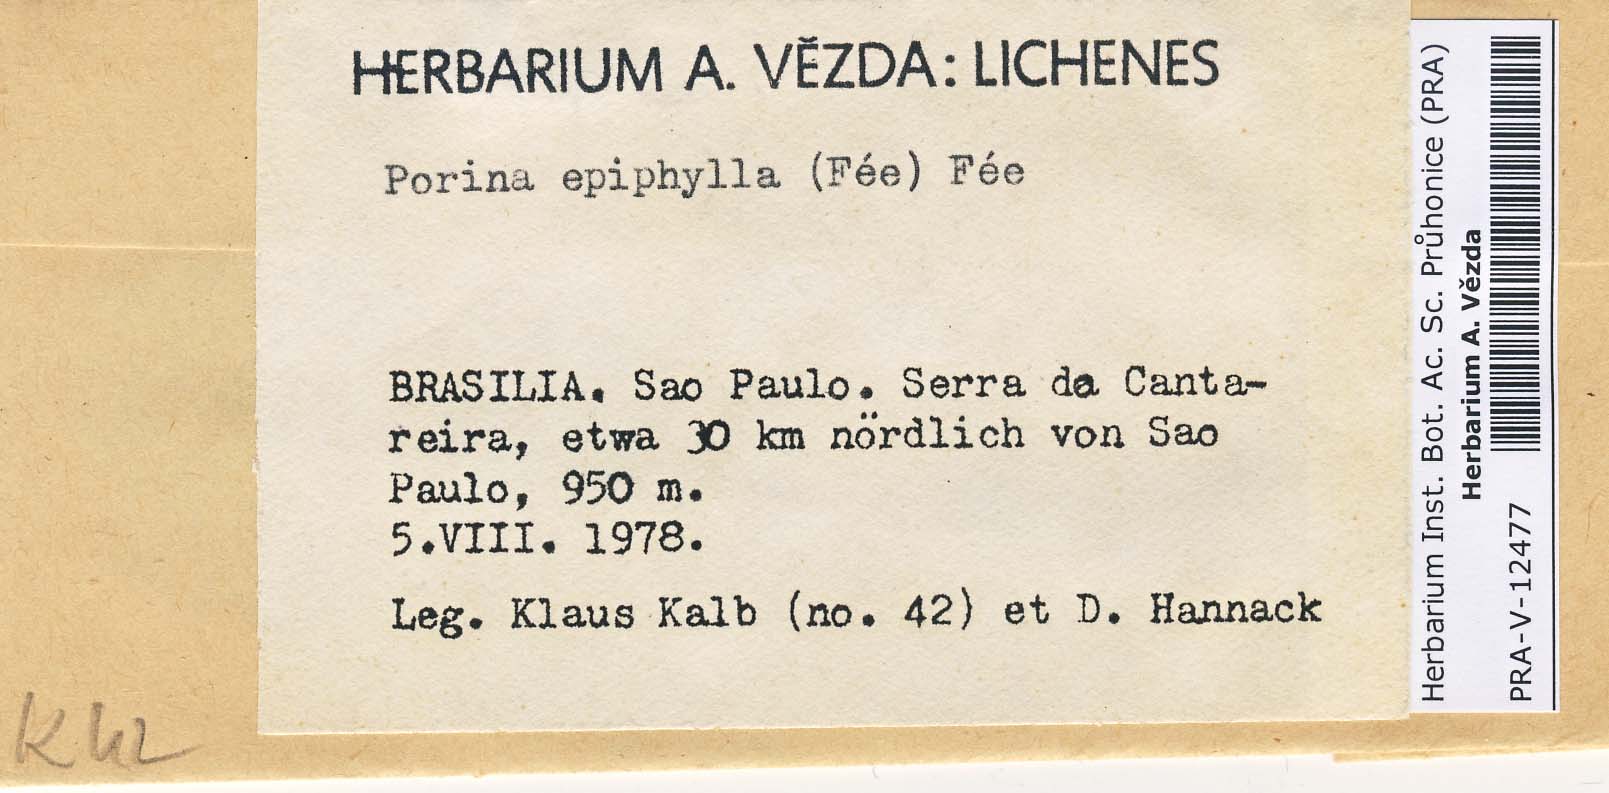 HERBARIUM A. VĚZDA: LICHENES
Porina epiphylla (Fée) Fée
BRASILIA. Sao Paulo. Serra da Canta-
reira, etwa 30 km nördlich von Sao
Paulo, 950 m.
5.VIII. 1978.
Leg. Klaus Kalb (no. 42) et D. Hannack
K 42
Herbarium Inst. Bot. Ac. Sc. Průhonice (PRA)
Herbarium A. Vězda
PRA-V-12477